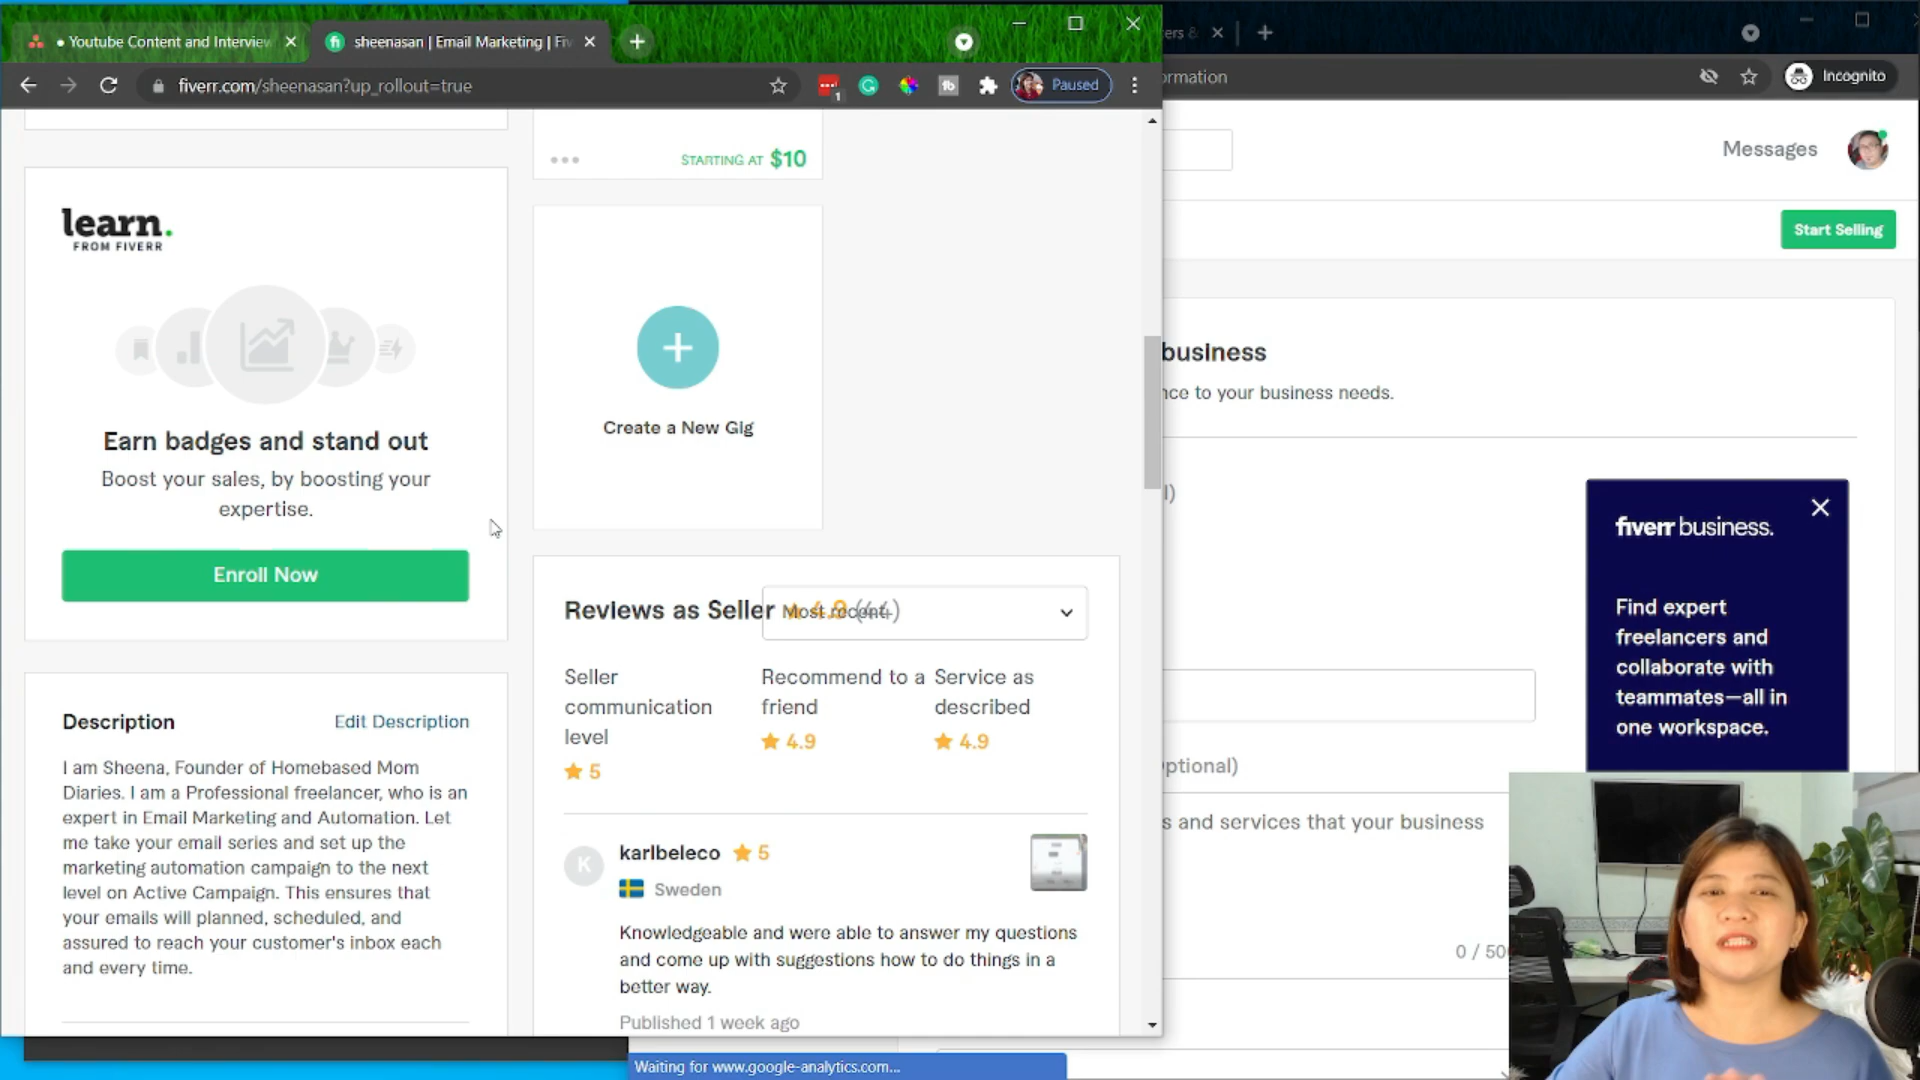 Youtube Content and Interview
sheenasan | Email Marketing | Fiv
fiverr.com/sheenasan?up_rollout=true
1
Paused
STARTING AT $10
learn.
FROM FIVERR
Earn badges and stand out
Boost your sales, by boosting your
expertise.
Enroll Now
Create a New Gig
Reviews as Seller
Most recent
Seller
communication
level
5
Recommend to a
friend
4.9
Service as
described
4.9
Description
Edit Description
I am Sheena, Founder of Homebased Mom
Diaries. I am a Professional freelancer, who is an
expert in Email Marketing and Automation. Let
me take your email series and set up the
marketing automation campaign to the next
level on Active Campaign. This ensures that
your emails will planned, scheduled, and
assured to reach your customer's inbox each
and every time.
K
karlbeleco 5
Sweden
Knowledgeable and were able to answer my questions
and come up with suggestions how to do things in a
better way.
Published 1 week ago
Waiting for www.google-analytics.com...
ers &
ormation
Incognito
Messages
Start Selling
business
nce to your business needs.
l)
fiverr business.
Find expert
freelancers and
collaborate with
teammates—all in
one workspace.
ptional)
s and services that your business
0 / 50